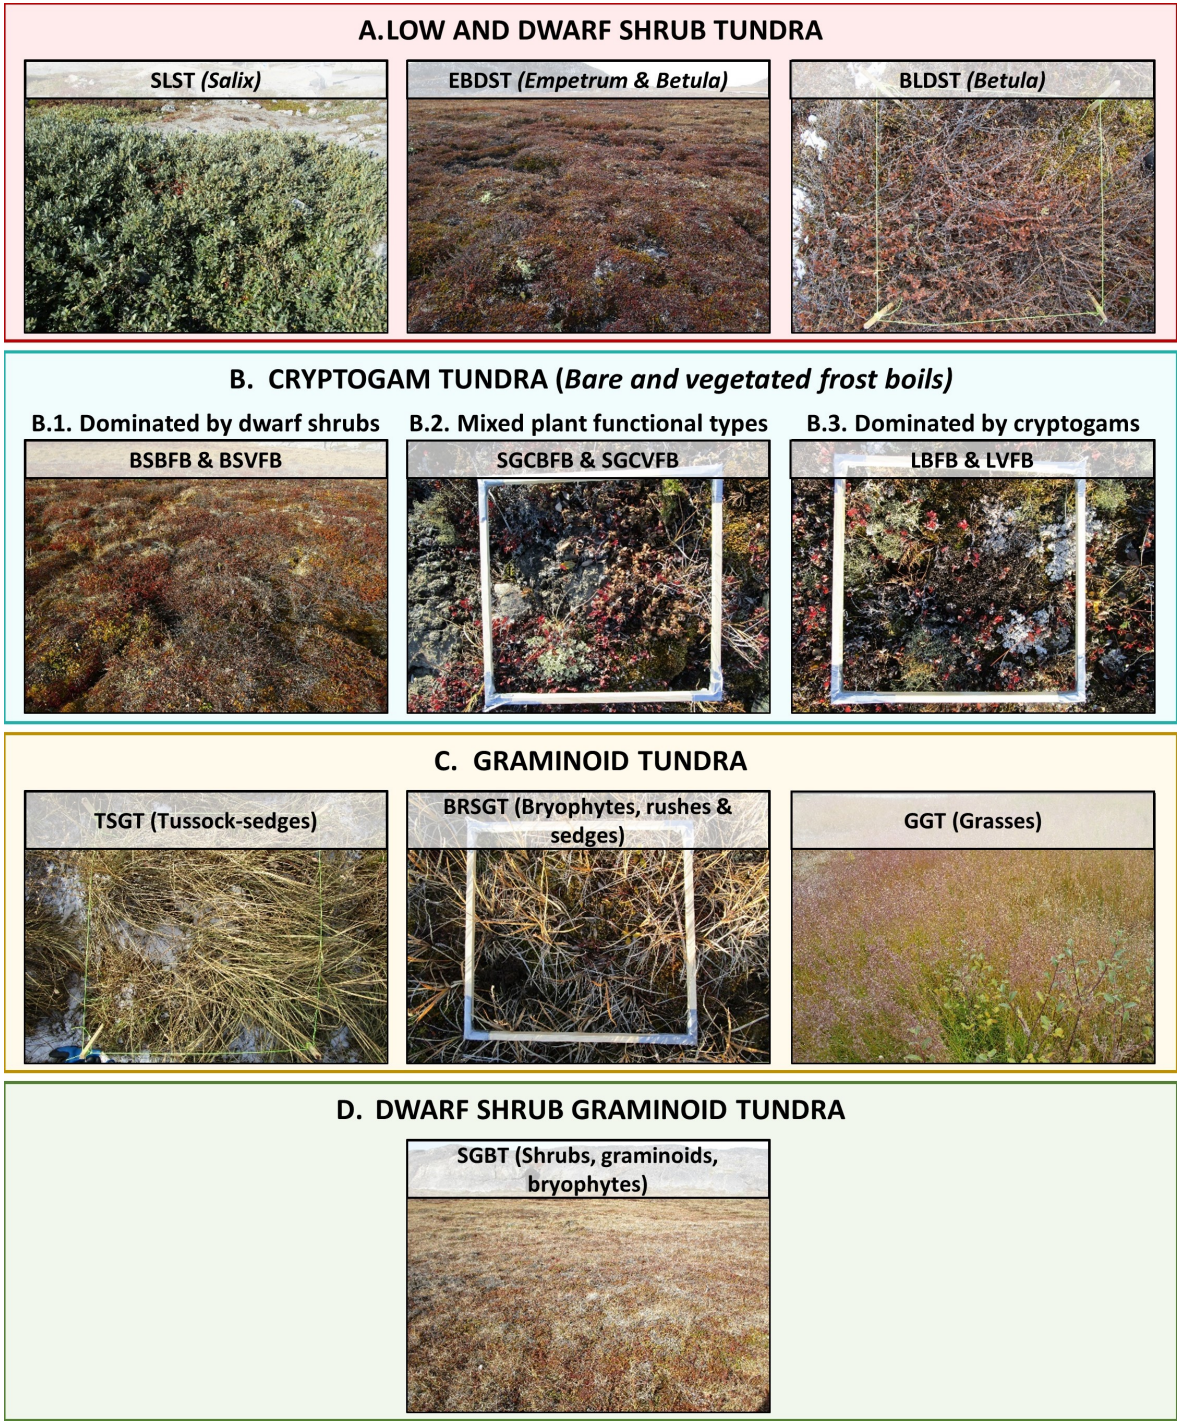 A.LOW AND DWARF SHRUB TUNDRA
SLST (Salix)
EBDST (Empetrum & Betula)
BLDST (Betula)
B. CRYPTOGAM TUNDRA (Bare and vegetated frost boils)
B.1. Dominated by dwarf shrubs
B.2. Mixed plant functional types
B.3. Dominated by cryptogams
BSBFB & BSVFB
SGCBFB & SGCVFB
LBFB & LVFB
C. GRAMINOID TUNDRA
TSGT (Tussock-sedges)
BRSGT (Bryophytes, rushes &
sedges)
GGT (Grasses)
D. DWARF SHRUB GRAMINOID TUNDRA
SGBT (Shrubs, graminoids,
bryophytes)